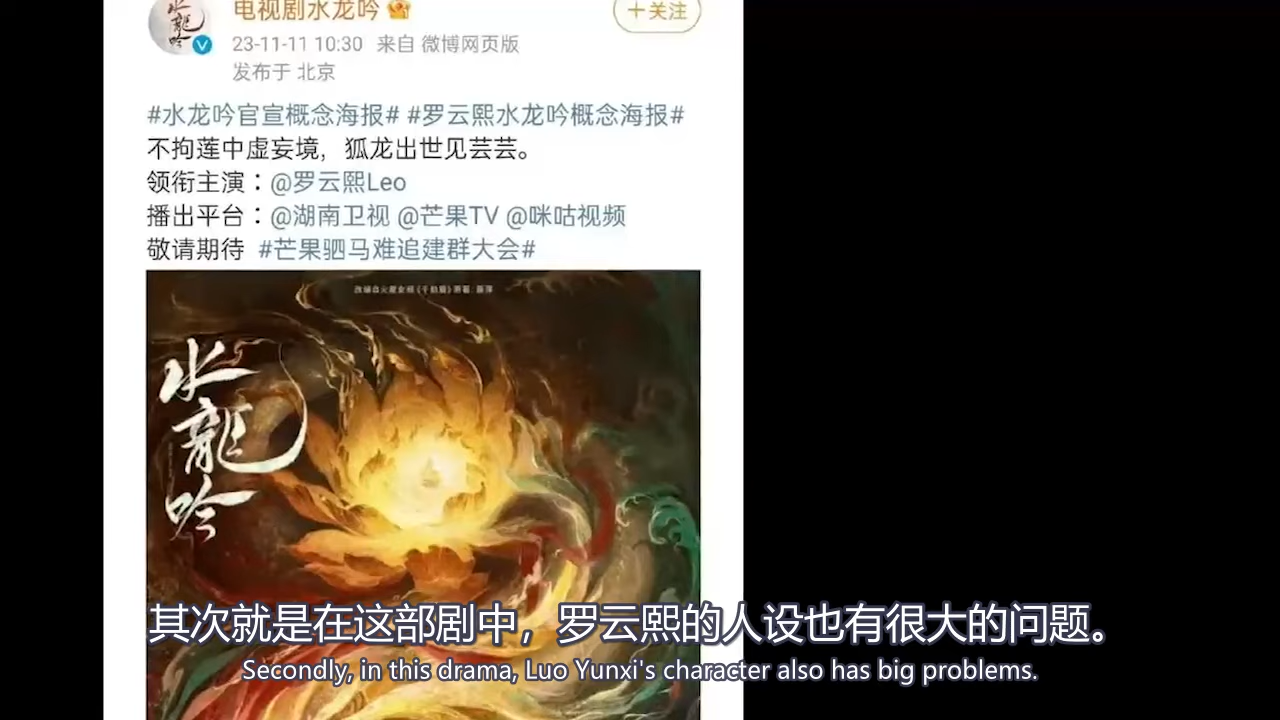 电视剧水龙吟
23-11-11 10:30 来自 微博网页版
发布于 北京
+关注
#水龙吟官宣概念海报# #罗云熙水龙吟概念海报#
不拘莲中虚妄境，狐龙出世见芸芸。
领衔主演：@罗云熙Leo
播出平台：@湖南卫视 @芒果TV @咪咕视频
敬请期待 #芒果驷马难追建群大会#
水龍吟
其次就是在这部剧中，罗云熙的人设也有很大的问题。
Secondly, in this drama, Luo Yunxi's character also has big problems.